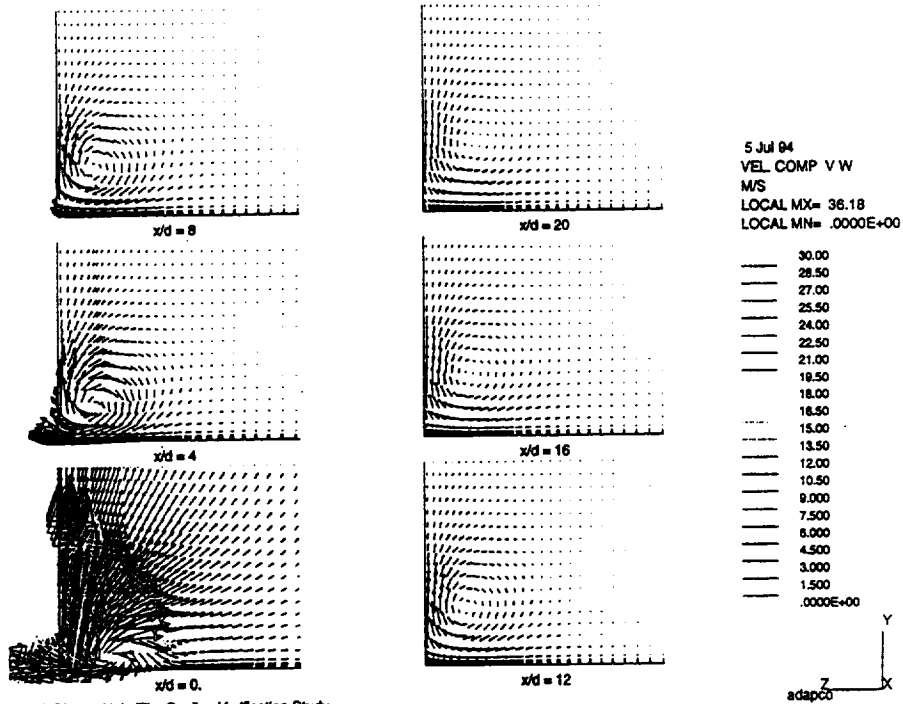 x/d = 8
x/d = 20
x/d = 4
x/d = 16
x/d = 0.
x/d = 12
5 Jul 94
VEL. COMP V W
M/S
LOCAL MX= 36.18
LOCAL MN= .0000E+00
30.00
28.50
27.00
25.50
24.00
22.50
21.00
19.50
18.00
16.50
15.00
13.50
12.00
10.50
9.000
7.500
6.000
4.500
3.000
1.500
.0000E+00
Y
Z
X
adapco
Study